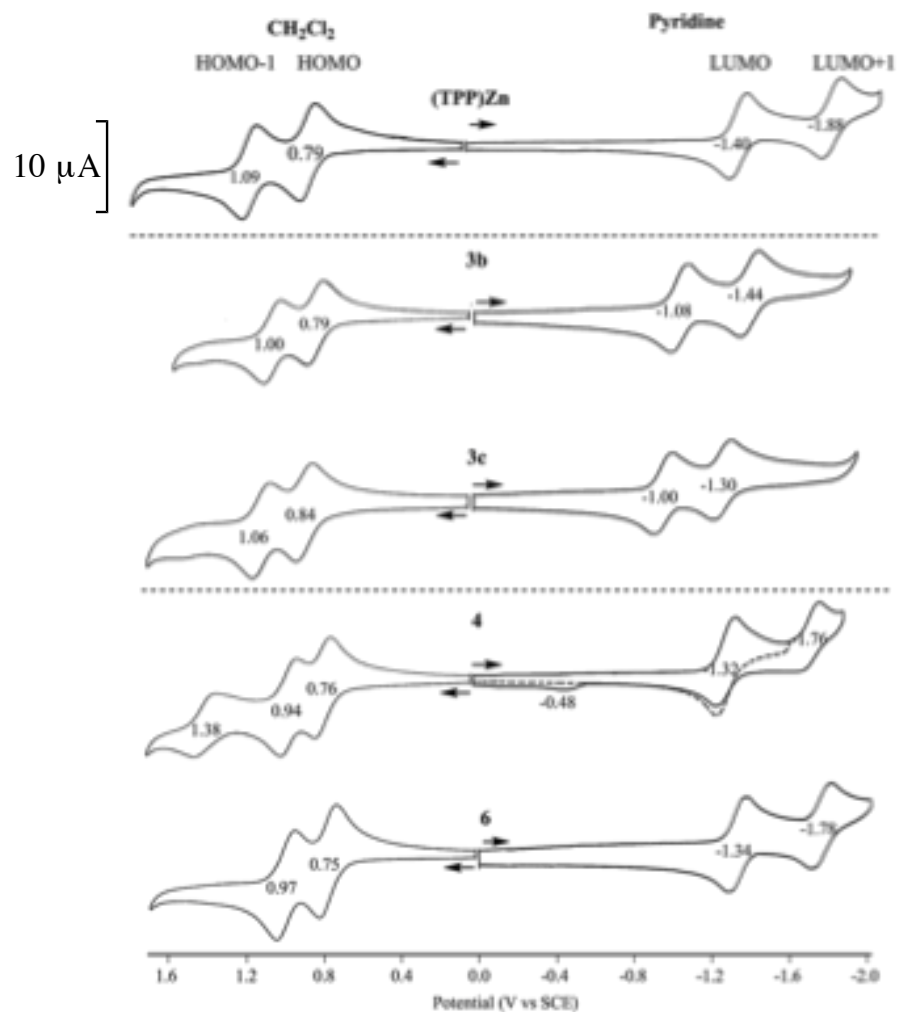 CH₂Cl₂ Pyridine
HOMO-1 HOMO LUMO LUMO+1
(TPP)Zn
10 μA
1.09 0.79 -1.40 -1.88
3b
1.00 0.79 -1.08 -1.44
3c
1.06 0.84 -1.00 -1.30
4
1.38 0.94 0.76 -0.48 -1.32 -1.76
6
0.97 0.75 -1.34 -1.78
1.6 1.2 0.8 0.4 0.0 -0.4 -0.8 -1.2 -1.6 -2.0
Potential (V vs SCE)